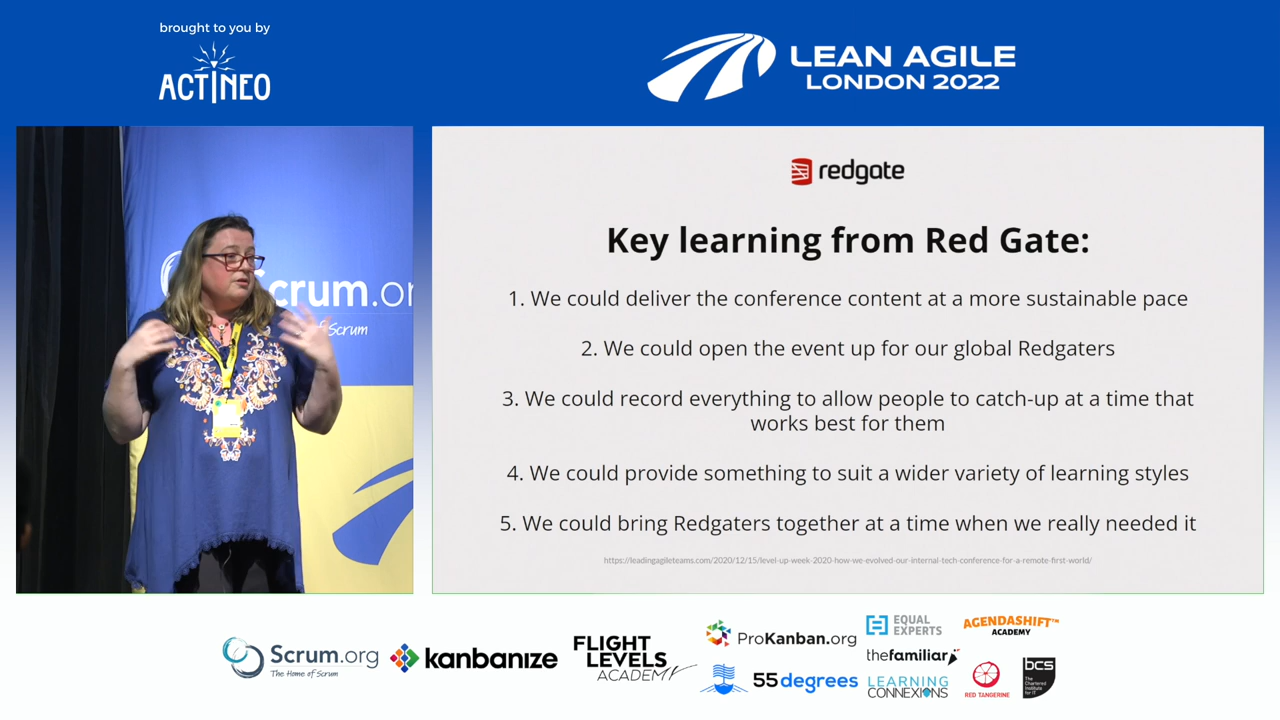 brought to you by
ACTINEO
LEAN AGILE
LONDON 2022
Scrum.or
of Scrum
redgate
Key learning from Red Gate:
1. We could deliver the conference content at a more sustainable pace
2. We could open the event up for our global Redgaters
3. We could record everything to allow people to catch-up at a time that
works best for them
4. We could provide something to suit a wider variety of learning styles
5. We could bring Redgaters together at a time when we really needed it
https://leadingagileteams.com/2020/12/15/level-up-week-2020-how-we-evolved-our-internal-tech-conference-for-a-remote-first-world/
Scrum.org
The Home of Scrum
kanbanize
FLIGHT
LEVELS
ACADEMY
ProKanban.org
55degrees
EQUAL
EXPERTS
thefamiliar
LEARNING
CONNEXIONS
AGENDASHIFT™
ACADEMY
RED TANGERINE
bcs
The
Chartered
Institute
for IT